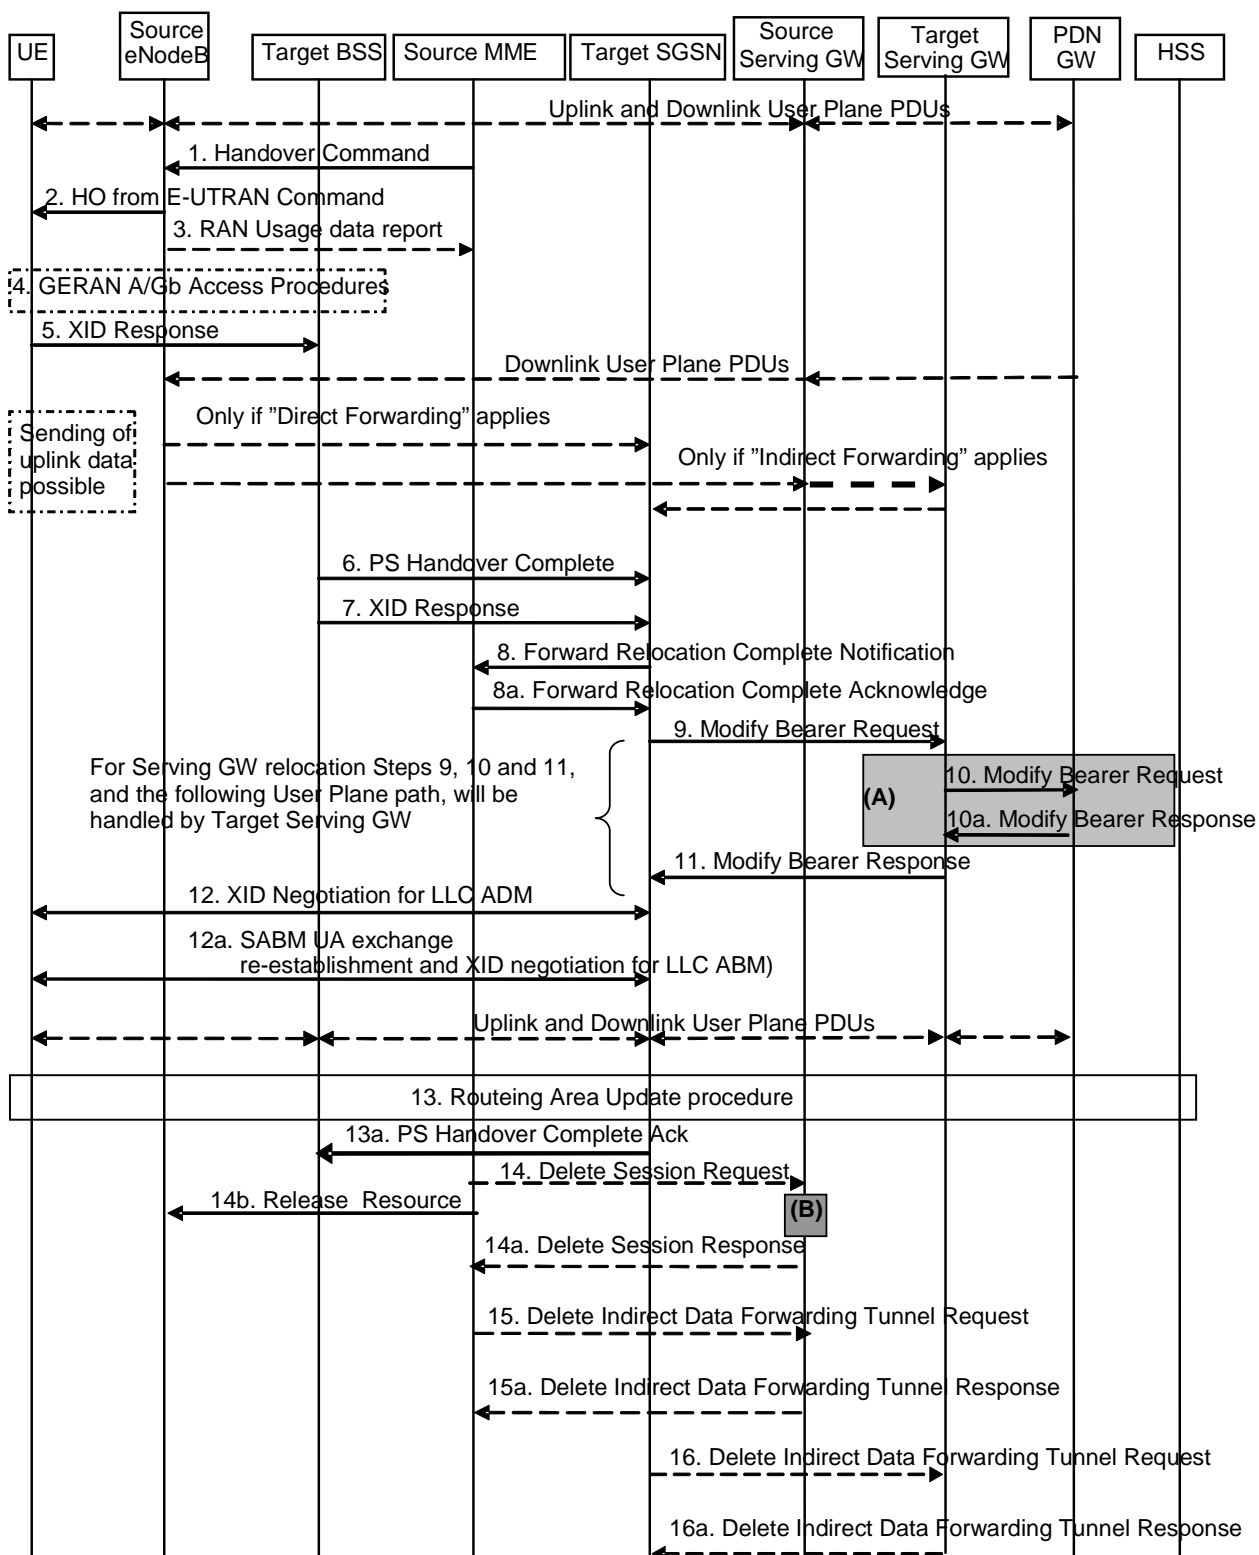 UE
Source
eNodeB
Target BSS
Source MME
Target SGSN
Source
Serving GW
Target
Serving GW
PDN
GW
HSS
Uplink and Downlink User Plane PDUs
1. Handover Command
2. HO from E-UTRAN Command
3. RAN Usage data report
4. GERAN A/Gb Access Procedures
5. XID Response
Downlink User Plane PDUs
Only if ”Direct Forwarding” applies
Sending of
uplink data
possible
Only if ”Indirect Forwarding” applies
6. PS Handover Complete
7. XID Response
8. Forward Relocation Complete Notification
8a. Forward Relocation Complete Acknowledge
9. Modify Bearer Request
For Serving GW relocation Steps 9, 10 and 11,
and the following User Plane path, will be
handled by Target Serving GW
(A)
10. Modify Bearer Request
10a. Modify Bearer Response
11. Modify Bearer Response
12. XID Negotiation for LLC ADM
12a. SABM UA exchange
re-establishment and XID negotiation for LLC ABM)
Uplink and Downlink User Plane PDUs
13. Routeing Area Update procedure
13a. PS Handover Complete Ack
14. Delete Session Request
14b. Release Resource
(B)
14a. Delete Session Response
15. Delete Indirect Data Forwarding Tunnel Request
15a. Delete Indirect Data Forwarding Tunnel Response
16. Delete Indirect Data Forwarding Tunnel Request
16a. Delete Indirect Data Forwarding Tunnel Response